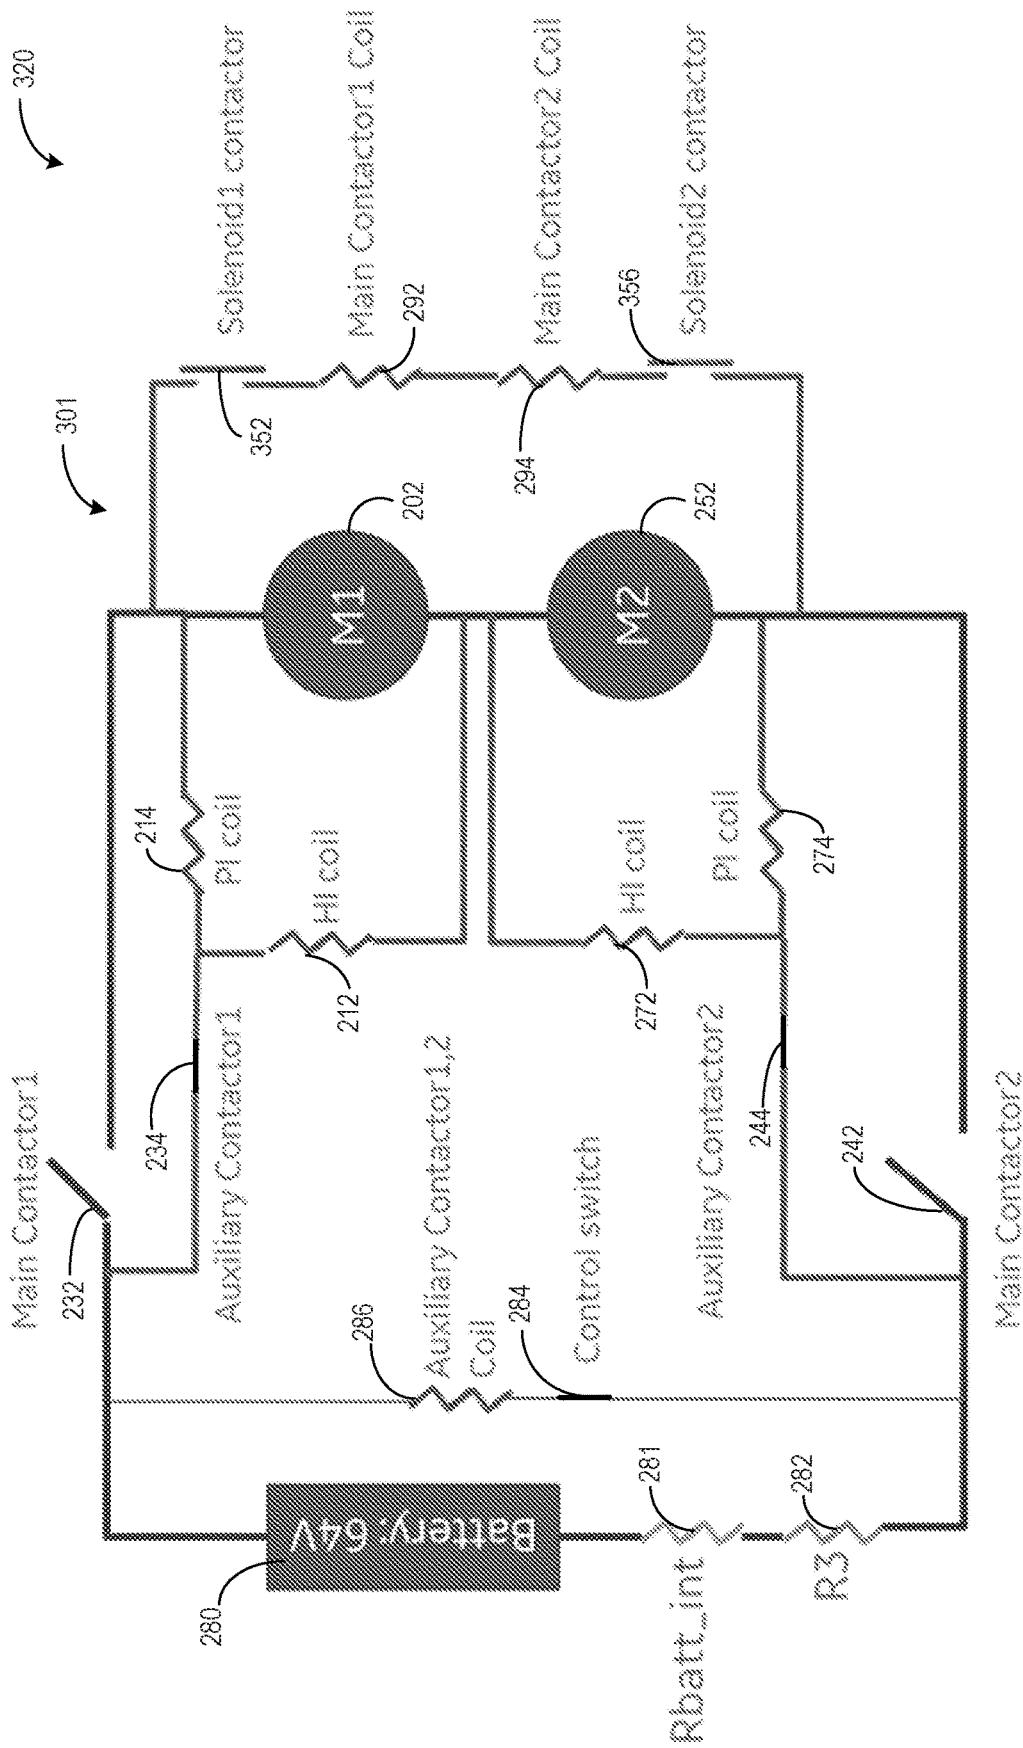 320
301
Main Contactor1
232
234
Auxiliary Contactor1
214
PI coil
HI coil
212
M1
202
352
Solenoid1 contactor
292
Main Contactor1 Coil
280
Battery: 64V
286
Auxiliary Contactor1,2
Coil
284
Control switch
294
Main Contactor2 Coil
356
Solenoid2 contactor
M2
252
HI coil
272
PI coil
274
Auxiliary Contactor2
244
281
Rbatt_int
282
R3
242
Main Contactor2